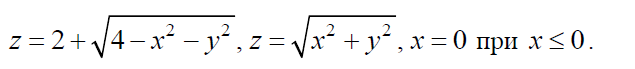 z = 2 + √(4 − x² − y²), z = √(x² + y²), x = 0 при x ≤ 0.